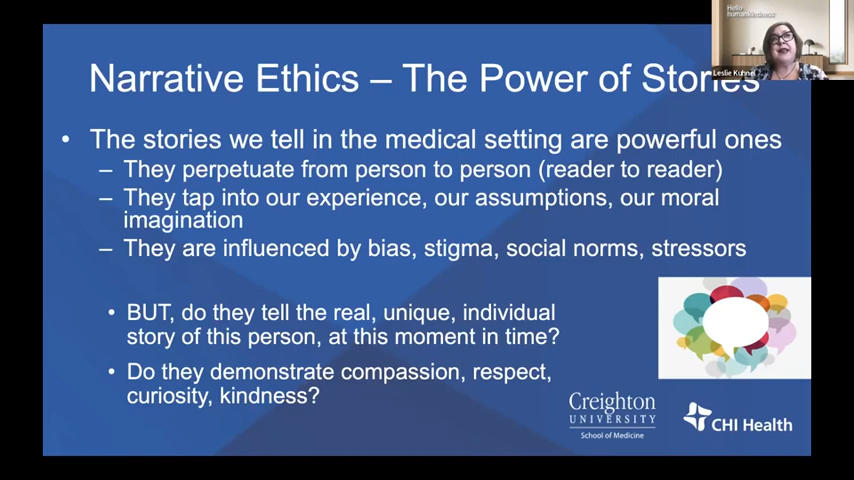 Hello
humankindness
Leslie Kuhnel
Narrative Ethics – The Power of Stories
• The stories we tell in the medical setting are powerful ones
– They perpetuate from person to person (reader to reader)
– They tap into our experience, our assumptions, our moral
imagination
– They are influenced by bias, stigma, social norms, stressors
• BUT, do they tell the real, unique, individual
story of this person, at this moment in time?
• Do they demonstrate compassion, respect,
curiosity, kindness?
Creighton
UNIVERSITY
School of Medicine
CHI Health